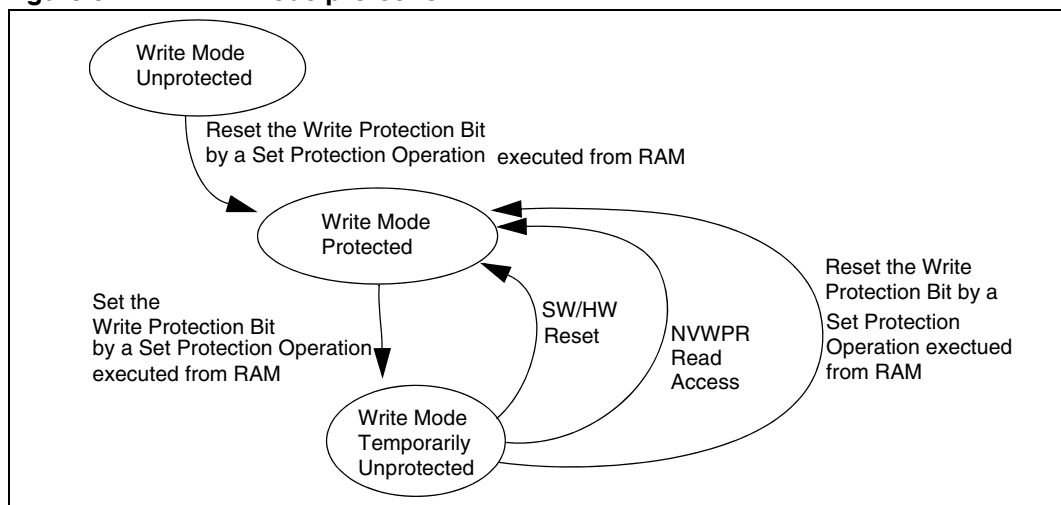 Write Mode
Unprotected
Reset the Write Protection Bit
by a Set Protection Operation executed from RAM
Write Mode
Protected
Set the
Write Protection Bit
by a Set Protection Operation
executed from RAM
SW/HW
Reset
NVWPR
Read
Access
Reset the Write
Protection Bit by a
Set Protection
Operation exectued
from RAM
Write Mode
Temporarily
Unprotected